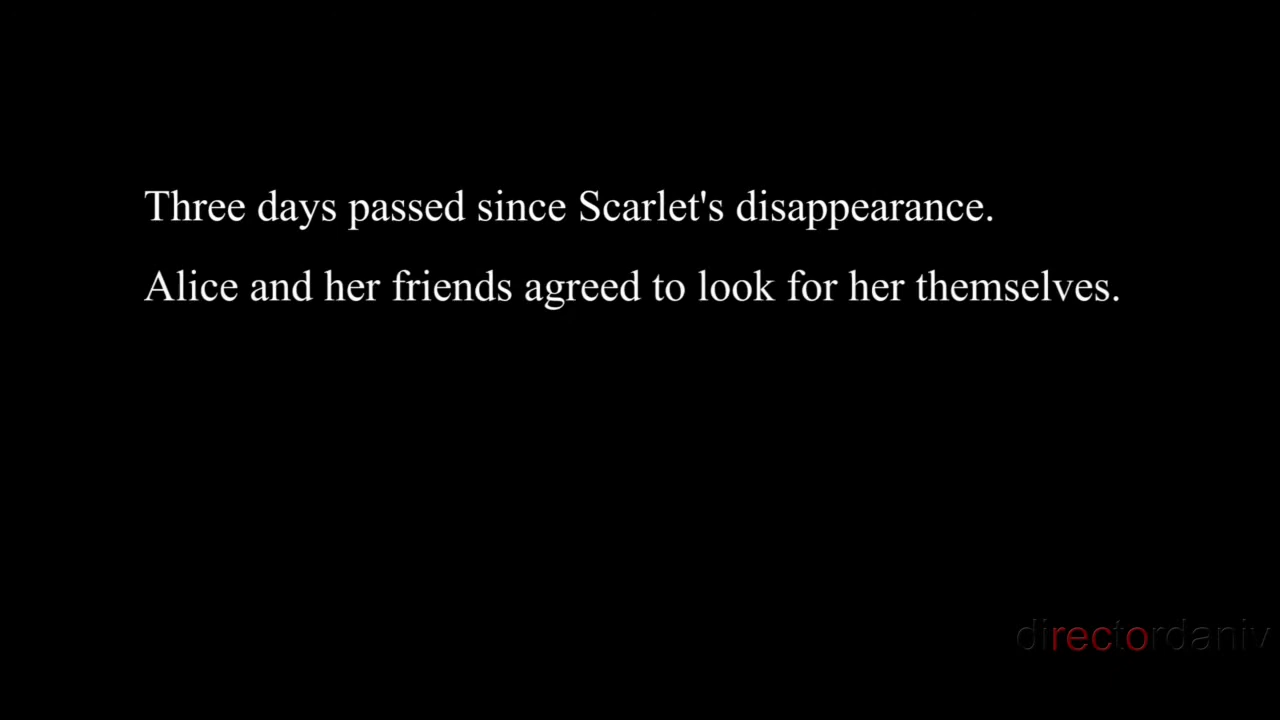 Three days passed since Scarlet's disappearance.
Alice and her friends agreed to look for her themselves.
directordaniv